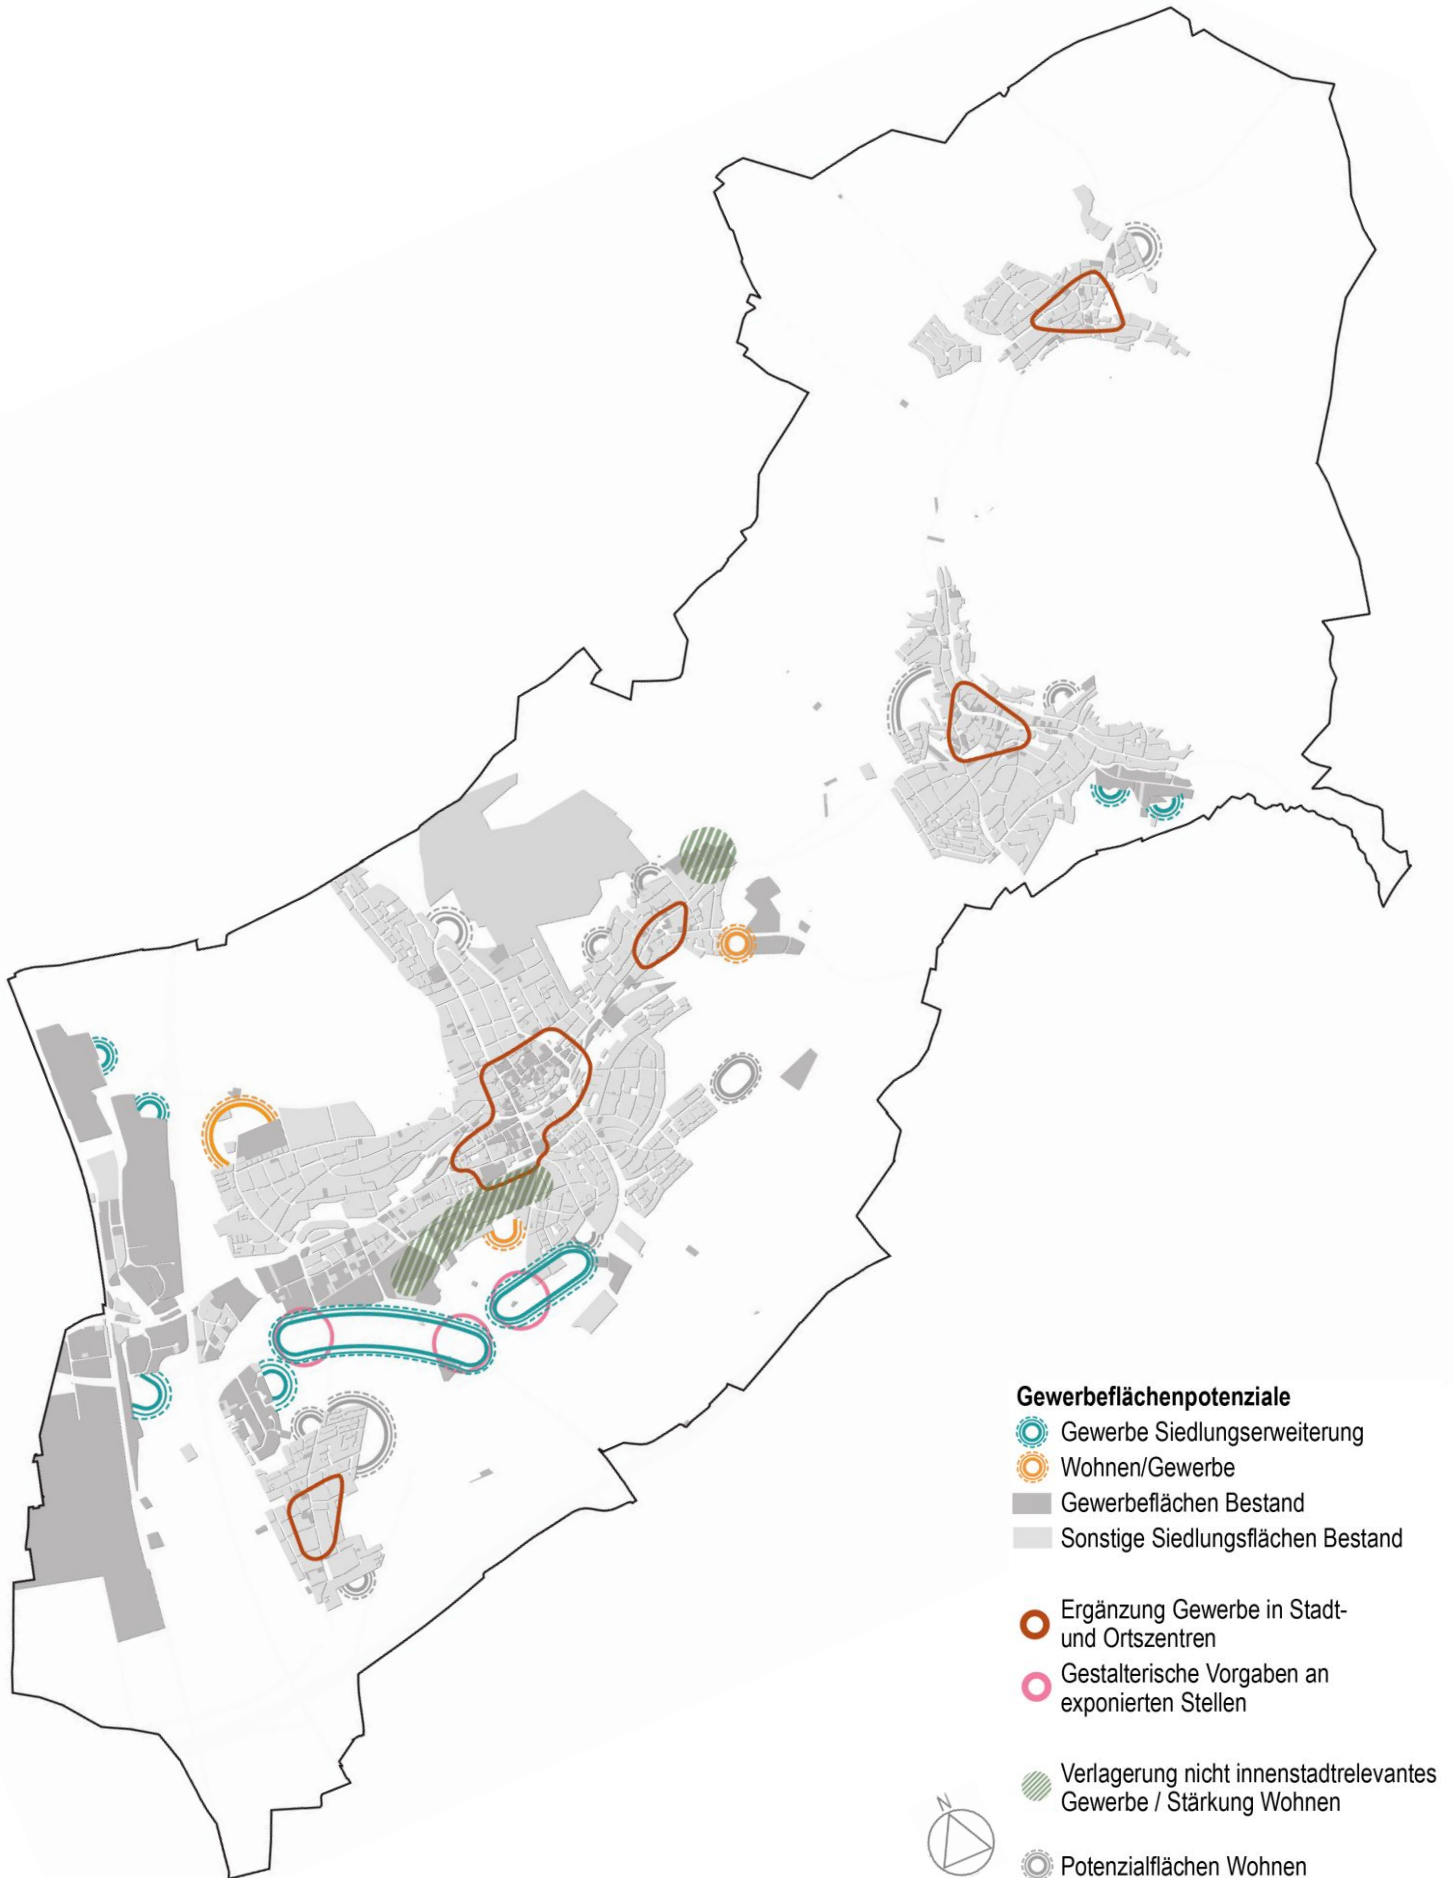 Gewerbeflächenpotenziale
Gewerbe Siedlungserweiterung
Wohnen/Gewerbe
Gewerbeflächen Bestand
Sonstige Siedlungsflächen Bestand
Ergänzung Gewerbe in Stadt-
und Ortszentren
Gestalterische Vorgaben an
exponierten Stellen
Verlagerung nicht innenstadtrelevantes
Gewerbe / Stärkung Wohnen
N
Potenzialflächen Wohnen